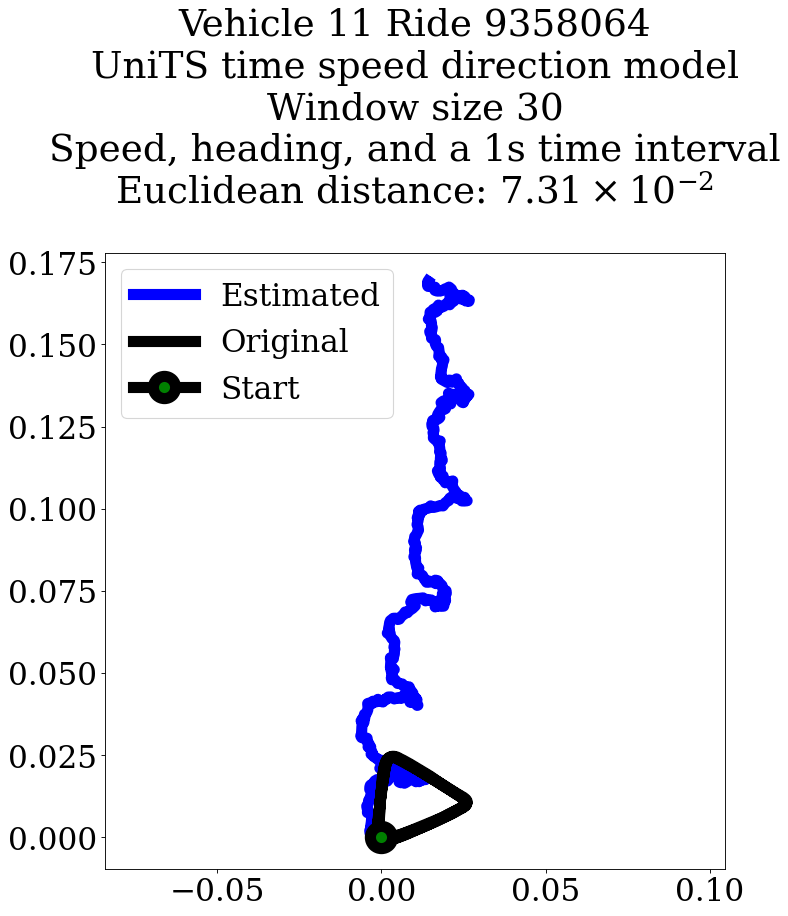 Vehicle 11 Ride 9358064
UniTS time speed direction model
Window size 30
Speed, heading, and a 1s time interval
Euclidean distance: 7.31 × 10⁻²
0.175
0.150
0.125
0.100
0.075
0.050
0.025
0.000
Estimated
Original
Start
−0.05
0.00
0.05
0.10